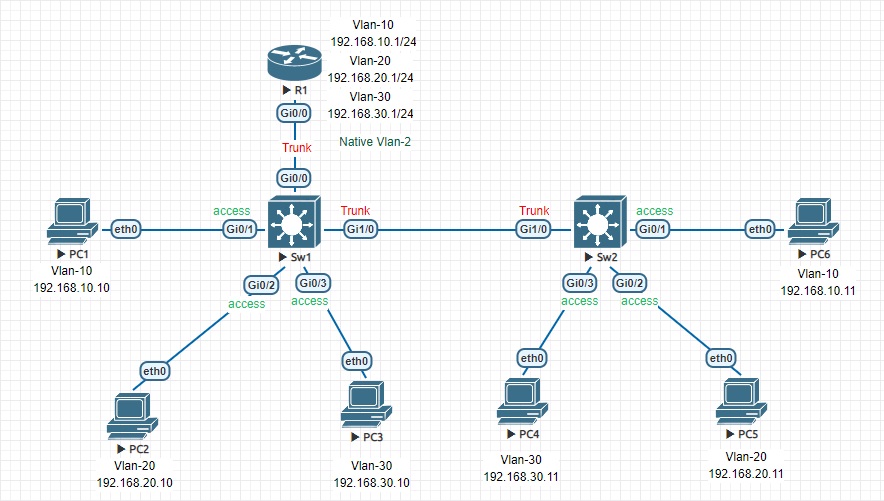 Vlan-10
192.168.10.1/24
Vlan-20
192.168.20.1/24
R1
Vlan-30
192.168.30.1/24
Gi0/0
Native Vlan-2
Trunk
Gi0/0
access
Trunk
Trunk
access
eth0
Gi0/1
Gi1/0
Gi1/0
Gi0/1
eth0
PC1
Sw1
Sw2
PC6
Vlan-10
192.168.10.10
Vlan-10
192.168.10.11
Gi0/2
Gi0/3
Gi0/3
Gi0/2
access
access
access
access
eth0
eth0
eth0
eth0
PC2
PC3
PC4
PC5
Vlan-20
192.168.20.10
Vlan-30
192.168.30.10
Vlan-30
192.168.30.11
Vlan-20
192.168.20.11